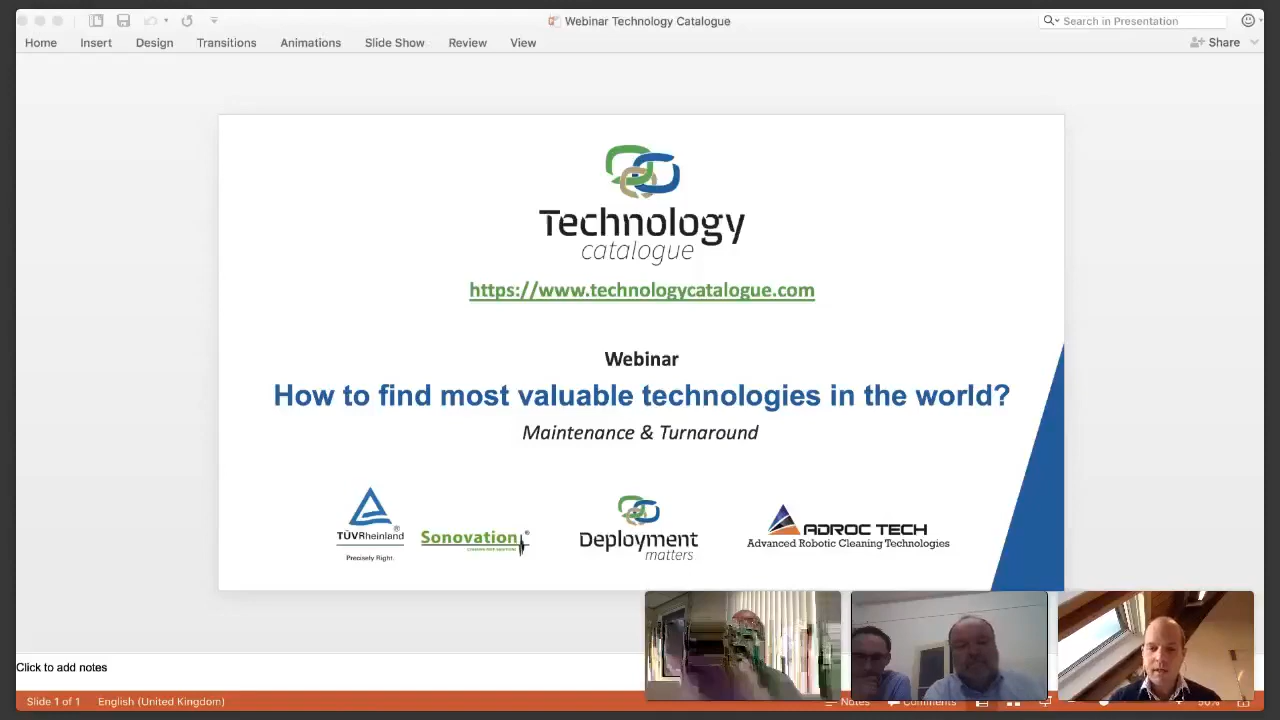 Webinar Technology Catalogue
Search in Presentation
Home Insert Design Transitions Animations Slide Show Review View
Share
Technology
catalogue
https://www.technologycatalogue.com
Webinar
How to find most valuable technologies in the world?
Maintenance & Turnaround
TÜVRheinland®
Precisely Right.
Sonovation®
Deployment
matters
ADROC TECH
Advanced Robotic Cleaning Technologies
Click to add notes
Slide 1 of 1 English (United Kingdom)
Notes Comments 90%